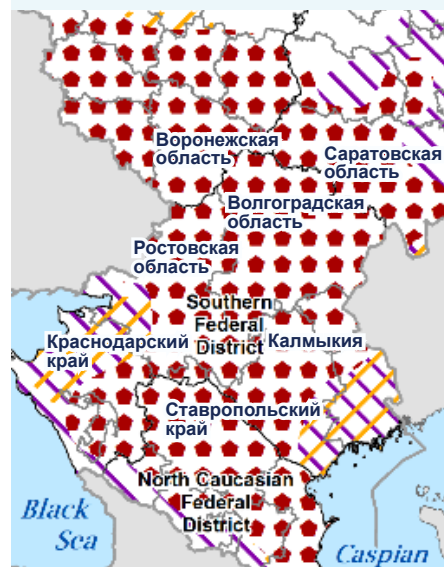 Воронежская
область
Саратовская
область
Волгоградская
область
Ростовская
область
Southern
Federal
District
Краснодарский
край
Калмыкия
Ставропольский
край
North Caucasian
Federal
District
Black
Sea
Caspian